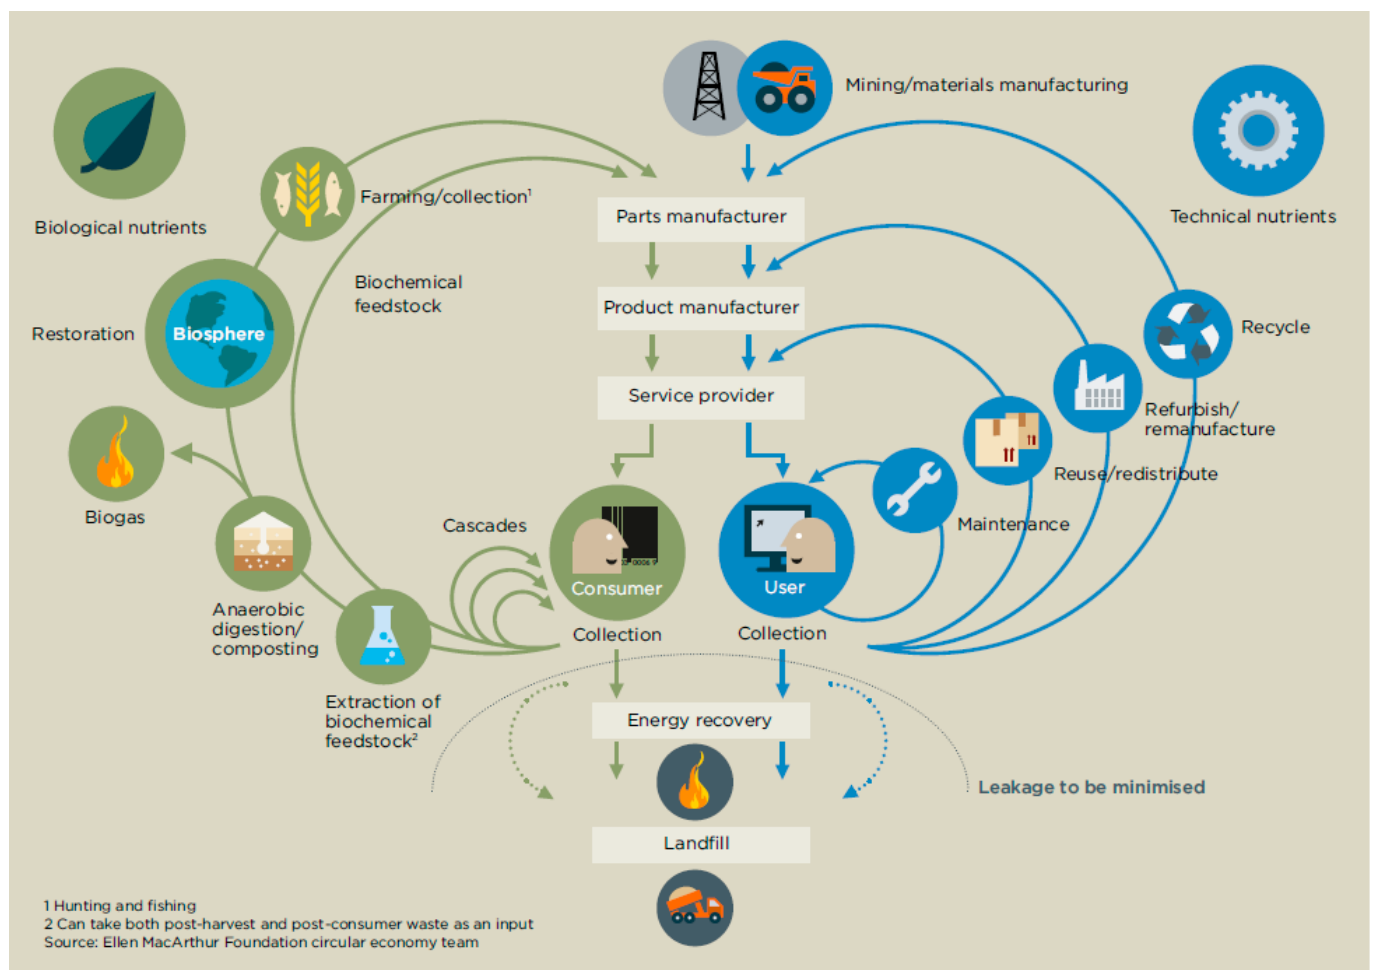 Mining/materials manufacturing
Biological nutrients
Technical nutrients
Farming/collection¹
Parts manufacturer
Biochemical
feedstock
Product manufacturer
Restoration
Biosphere
Recycle
Service provider
Refurbish/
remanufacture
Reuse/redistribute
Biogas
Cascades
Maintenance
0006 9
Consumer
User
Anaerobic
digestion/
composting
Collection
Collection
Extraction of
biochemical
feedstock²
Energy recovery
Leakage to be minimised
Landfill
1 Hunting and fishing
2 Can take both post-harvest and post-consumer waste as an input
Source: Ellen MacArthur Foundation circular economy team